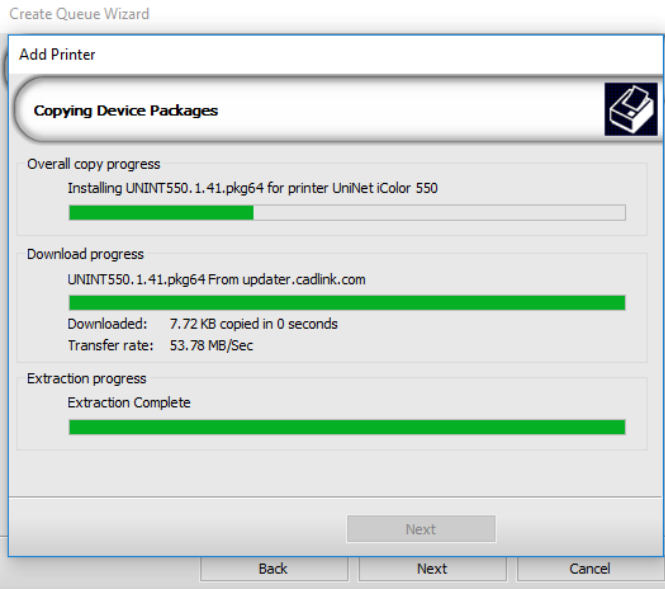 Create Queue Wizard
Add Printer
Copying Device Packages
Overall copy progress
Installing UNINT550.1.41.pkg64 for printer UniNet iColor 550
Download progress
UNINT550.1.41.pkg64 From updater.cadlink.com
Downloaded: 7.72 KB copied in 0 seconds
Transfer rate: 53.78 MB/Sec
Extraction progress
Extraction Complete
Next
Back Next Cancel